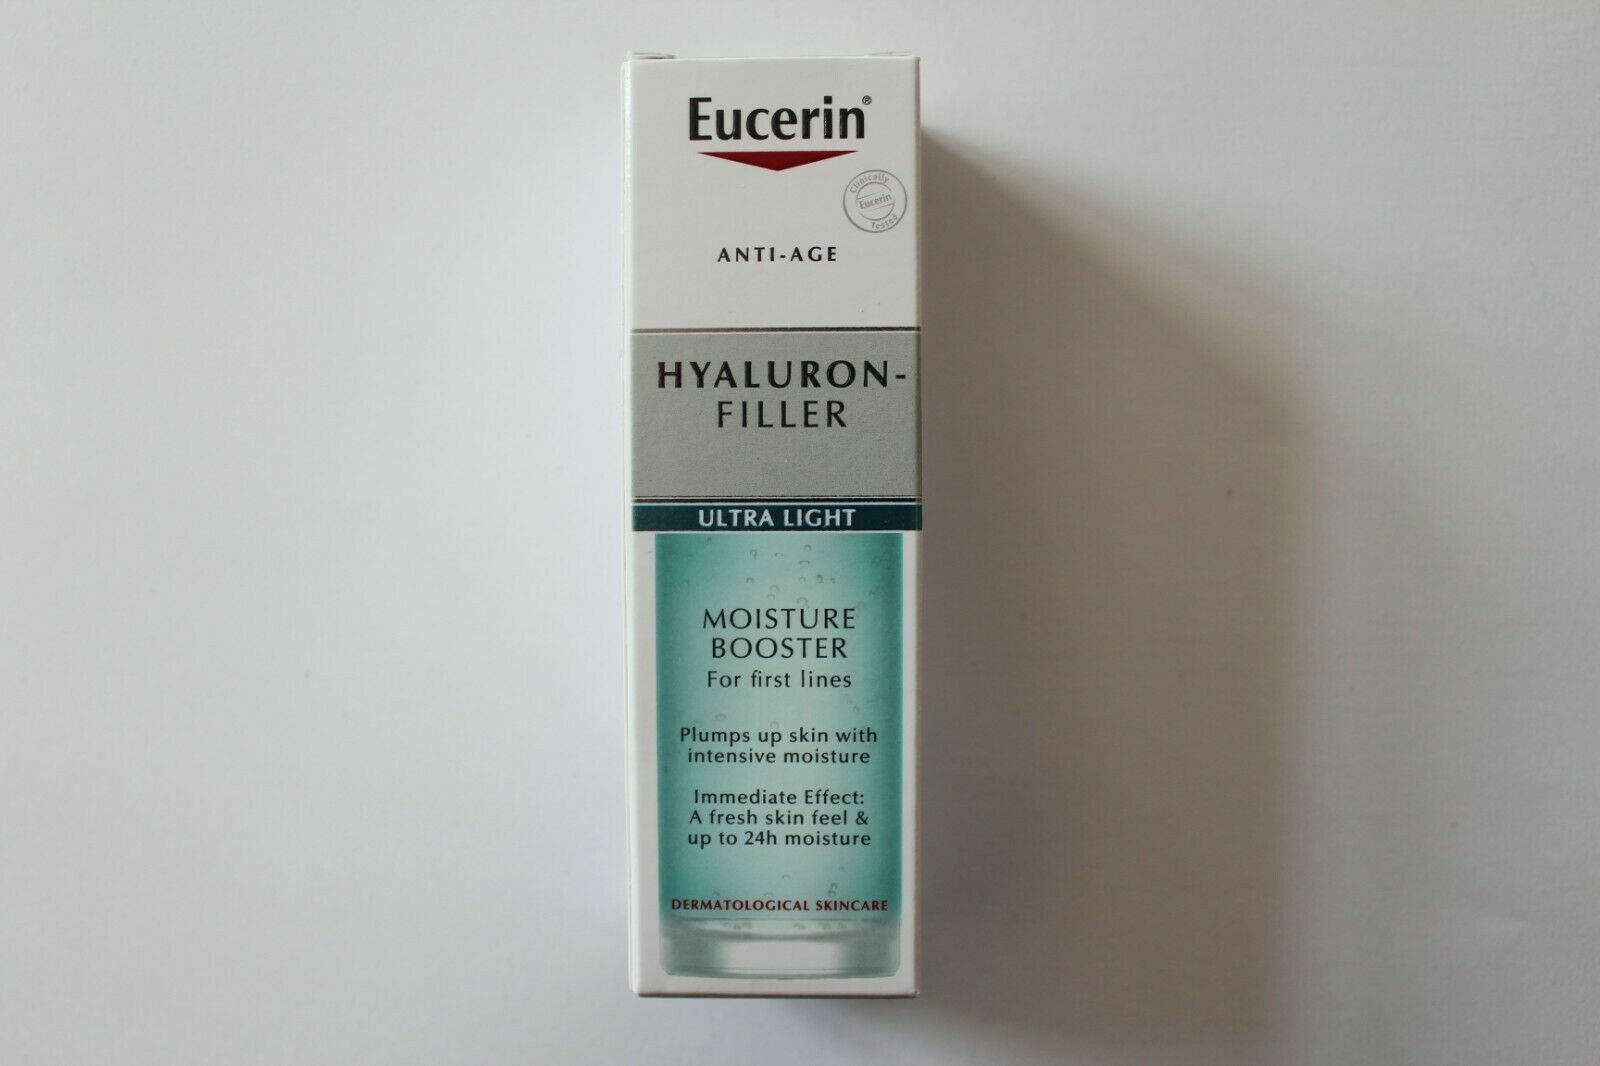 Eucerin®
Clinically
Eucerin
Tested
ANTI-AGE
HYALURON-
FILLER
ULTRA LIGHT
MOISTURE
BOOSTER
For first lines
Plumps up skin with
intensive moisture
Immediate Effect:
A fresh skin feel &
up to 24h moisture
DERMATOLOGICAL SKINCARE